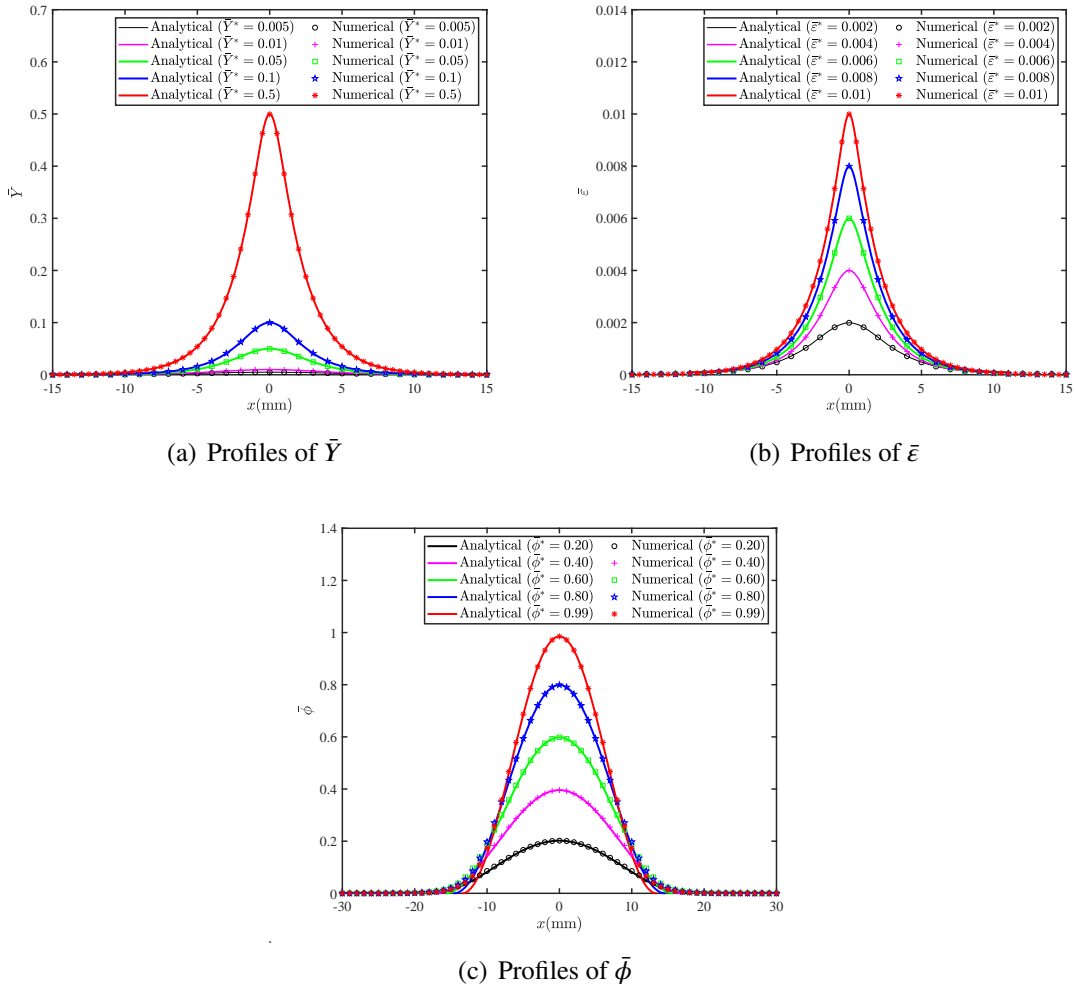 0.7
0.6
0.5
0.4
0.3
0.2
0.1
0
Ȳ
Analytical (Ȳ* = 0.005) Numerical (Ȳ* = 0.005)
Analytical (Ȳ* = 0.01) Numerical (Ȳ* = 0.01)
Analytical (Ȳ* = 0.05) Numerical (Ȳ* = 0.05)
Analytical (Ȳ* = 0.1) Numerical (Ȳ* = 0.1)
Analytical (Ȳ* = 0.5) Numerical (Ȳ* = 0.5)
-15 -10 -5 0 5 10 15
x(mm)
(a) Profiles of Ȳ
0.014
0.012
0.01
0.008
0.006
0.004
0.002
0
ε̄
Analytical (ε̄* = 0.002) Numerical (ε̄* = 0.002)
Analytical (ε̄* = 0.004) Numerical (ε̄* = 0.004)
Analytical (ε̄* = 0.006) Numerical (ε̄* = 0.006)
Analytical (ε̄* = 0.008) Numerical (ε̄* = 0.008)
Analytical (ε̄* = 0.01) Numerical (ε̄* = 0.01)
-15 -10 -5 0 5 10 15
x(mm)
(b) Profiles of ε̄
1.4
1.2
1
0.8
0.6
0.4
0.2
0
ϕ̄
Analytical (ϕ̄* = 0.20) Numerical (ϕ̄* = 0.20)
Analytical (ϕ̄* = 0.40) Numerical (ϕ̄* = 0.40)
Analytical (ϕ̄* = 0.60) Numerical (ϕ̄* = 0.60)
Analytical (ϕ̄* = 0.80) Numerical (ϕ̄* = 0.80)
Analytical (ϕ̄* = 0.99) Numerical (ϕ̄* = 0.99)
-30 -20 -10 0 10 20 30
x(mm)
(c) Profiles of ϕ̄